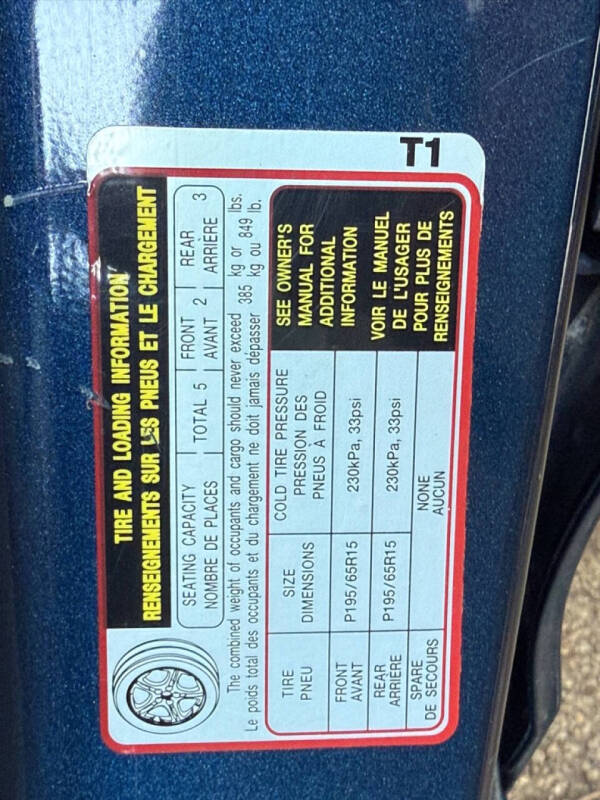 T1
TIRE AND LOADING INFORMATION
RENSEIGNEMENTS SUR LES PNEUS ET LE CHARGEMENT
SEATING CAPACITY TOTAL 5 FRONT 2 REAR 3
NOMBRE DE PLACES AVANT ARRIÈRE
The combined weight of occupants and cargo should never exceed 385 kg or 849 lbs.
Le poids total des occupants et du chargement ne doit jamais dépasser kg ou lb.
TIRE SIZE COLD TIRE PRESSURE
PNEU DIMENSIONS PRESSION DES
PNEUS À FROID
FRONT P195/65R15 230kPa, 33psi
AVANT
REAR P195/65R15 230kPa, 33psi
ARRIÈRE
SPARE NONE
DE SECOURS AUCUN
SEE OWNER'S
MANUAL FOR
ADDITIONAL
INFORMATION
VOIR LE MANUEL
DE L'USAGER
POUR PLUS DE
RENSEIGNEMENTS